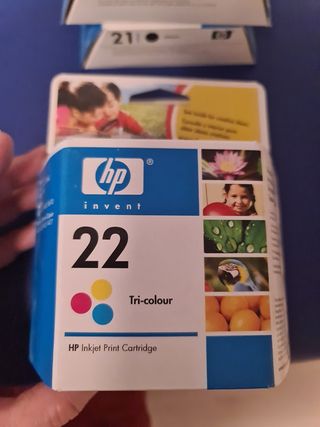 21
hp
®
invent
22
Tri-colour
HP Inkjet Print Cartridge